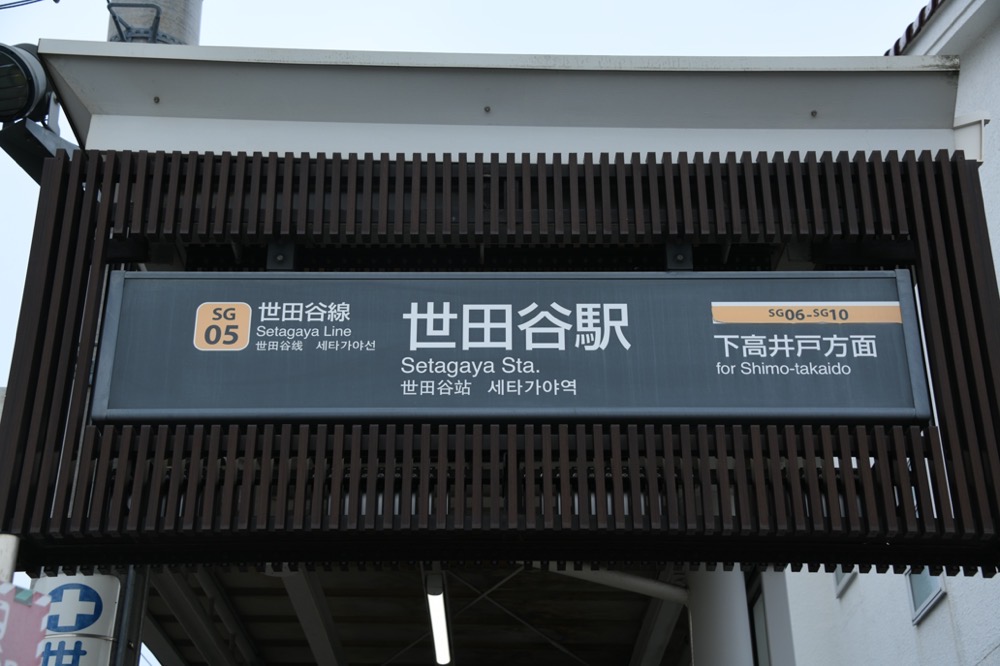 SG
05
世田谷線
Setagaya Line
世田谷线 세타가야선
世田谷駅
Setagaya Sta.
世田谷站 세타가야역
SG06-SG10
下高井戸方面
for Shimo-takaido
世